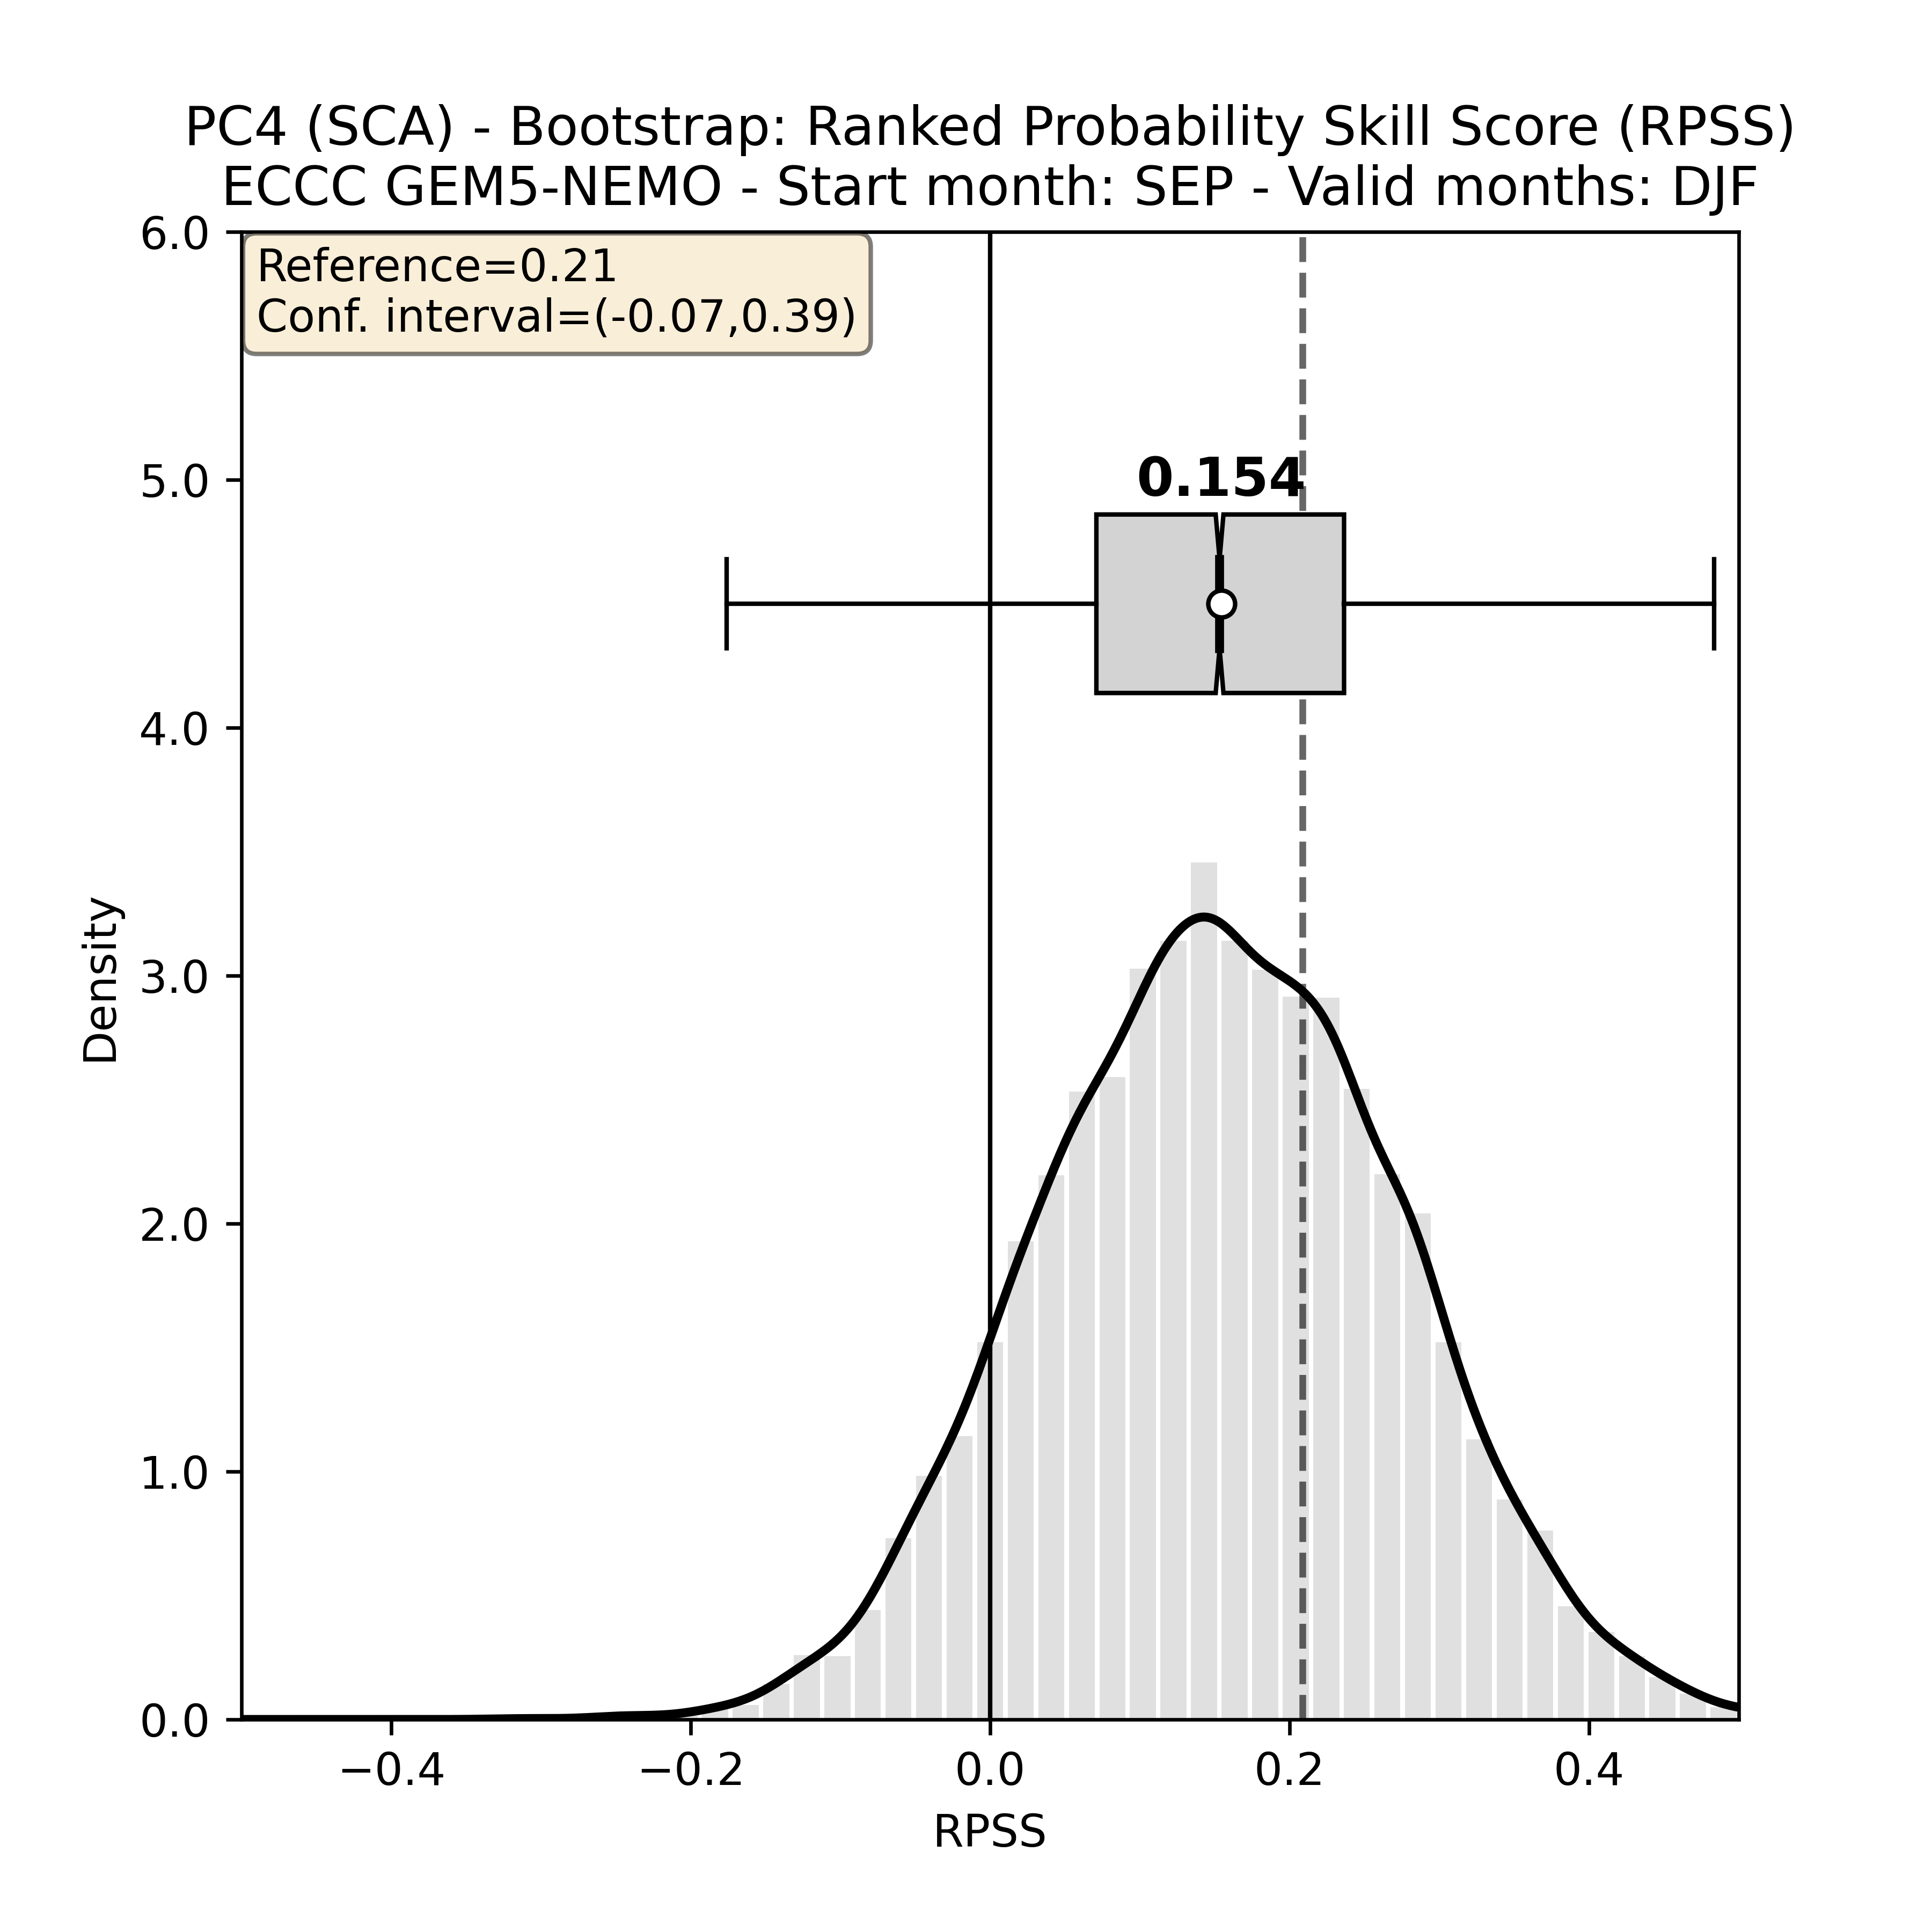 PC4 (SCA) - Bootstrap: Ranked Probability Skill Score (RPSS)
ECCC GEM5-NEMO - Start month: SEP - Valid months: DJF
Reference=0.21
Conf. interval=(-0.07,0.39)
0.154
6.0
5.0
4.0
3.0
2.0
1.0
0.0
Density
−0.4 −0.2 0.0 0.2 0.4
RPSS